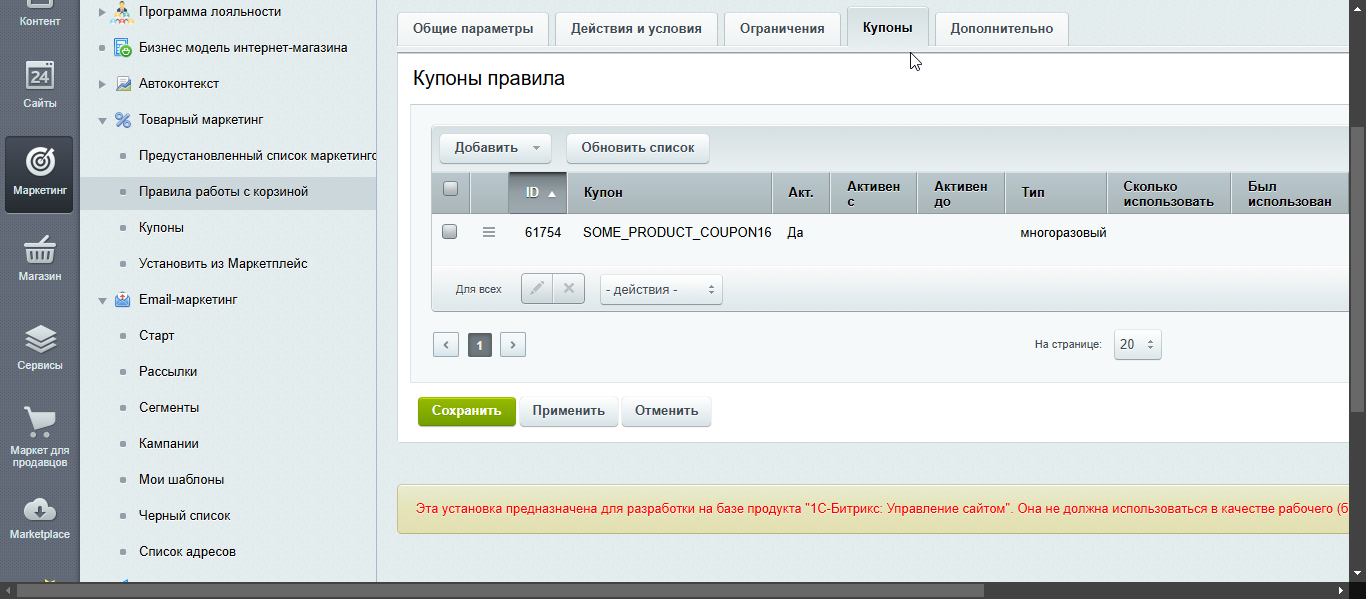 Контент
24
Сайты
Маркетинг
Магазин
Сервисы
Маркет для
продавцов
Marketplace
Программа лояльности
Бизнес модель интернет-магазина
Автоконтекст
Товарный маркетинг
Предустановленный список маркетинго
Правила работы с корзиной
Купоны
Установить из Маркетплейс
Email-маркетинг
Старт
Рассылки
Сегменты
Кампании
Мои шаблоны
Черный список
Список адресов
Общие параметры Действия и условия Ограничения Купоны Дополнительно
Купоны правила
Добавить Обновить список
ID Купон Акт. Активен с Активен до Тип Сколько использовать Был использован
61754 SOME_PRODUCT_COUPON16 Да многоразовый
Для всех - действия -
1 На странице: 20
Сохранить Применить Отменить
Эта установка предназначена для разработки на базе продукта "1С-Битрикс: Управление сайтом". Она не должна использоваться в качестве рабочего (б